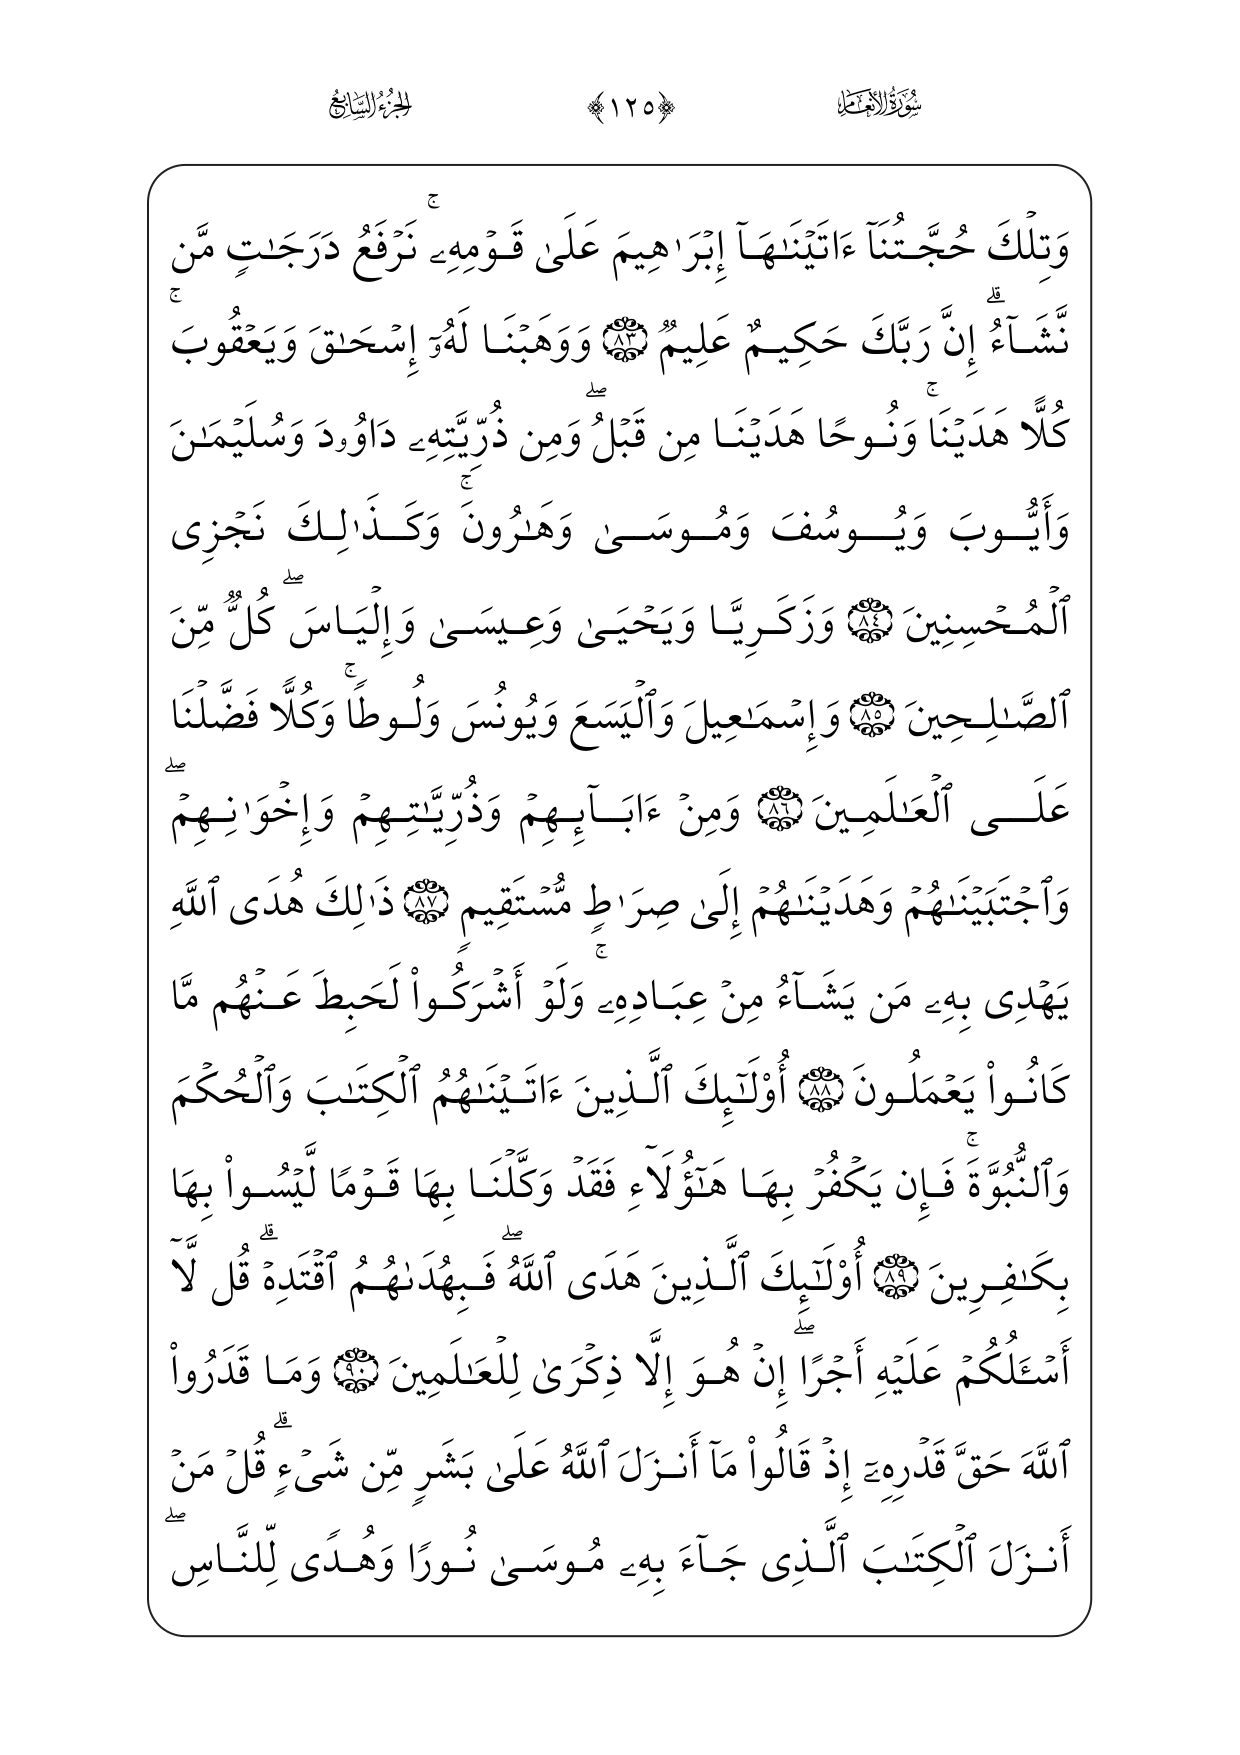 سُورَةُ الأَنْعَام ﴿١٢٥﴾ الجُزْءُ السَّابِعُ
وَتِلۡكَ حُجَّتُنَآ ءَاتَيۡنَٰهَآ إِبۡرَٰهِيمَ عَلَىٰ قَوۡمِهِۦۚ نَرۡفَعُ دَرَجَٰتٖ مَّن
نَّشَآءُۗ إِنَّ رَبَّكَ حَكِيمٌ عَلِيمٞ ٨٣ وَوَهَبۡنَا لَهُۥٓ إِسۡحَٰقَ وَيَعۡقُوبَۚ
كُلًّا هَدَيۡنَاۚ وَنُوحًا هَدَيۡنَا مِن قَبۡلُۖ وَمِن ذُرِّيَّتِهِۦ دَاوُۥدَ وَسُلَيۡمَٰنَ
وَأَيُّوبَ وَيُوسُفَ وَمُوسَىٰ وَهَٰرُونَۚ وَكَذَٰلِكَ نَجۡزِي
ٱلۡمُحۡسِنِينَ ٨٤ وَزَكَرِيَّا وَيَحۡيَىٰ وَعِيسَىٰ وَإِلۡيَاسَۖ كُلّٞ مِّنَ
ٱلصَّٰلِحِينَ ٨٥ وَإِسۡمَٰعِيلَ وَٱلۡيَسَعَ وَيُونُسَ وَلُوطٗاۚ وَكُلّٗا فَضَّلۡنَا
عَلَى ٱلۡعَٰلَمِينَ ٨٦ وَمِنۡ ءَابَآئِهِمۡ وَذُرِّيَّٰتِهِمۡ وَإِخۡوَٰنِهِمۡۖ
وَٱجۡتَبَيۡنَٰهُمۡ وَهَدَيۡنَٰهُمۡ إِلَىٰ صِرَٰطٖ مُّسۡتَقِيمٖ ٨٧ ذَٰلِكَ هُدَى ٱللَّهِ
يَهۡدِي بِهِۦ مَن يَشَآءُ مِنۡ عِبَادِهِۦۚ وَلَوۡ أَشۡرَكُواْ لَحَبِطَ عَنۡهُم مَّا
كَانُواْ يَعۡمَلُونَ ٨٨ أُوْلَٰٓئِكَ ٱلَّذِينَ ءَاتَيۡنَٰهُمُ ٱلۡكِتَٰبَ وَٱلۡحُكۡمَ
وَٱلنُّبُوَّةَۚ فَإِن يَكۡفُرۡ بِهَا هَٰٓؤُلَآءِ فَقَدۡ وَكَّلۡنَا بِهَا قَوۡمٗا لَّيۡسُواْ بِهَا
بِكَٰفِرِينَ ٨٩ أُوْلَٰٓئِكَ ٱلَّذِينَ هَدَى ٱللَّهُۖ فَبِهُدَىٰهُمُ ٱقۡتَدِهۡۗ قُل لَّآ
أَسۡـَٔلُكُمۡ عَلَيۡهِ أَجۡرًاۖ إِنۡ هُوَ إِلَّا ذِكۡرَىٰ لِلۡعَٰلَمِينَ ٩٠ وَمَا قَدَرُواْ
ٱللَّهَ حَقَّ قَدۡرِهِۦٓ إِذۡ قَالُواْ مَآ أَنزَلَ ٱللَّهُ عَلَىٰ بَشَرٖ مِّن شَيۡءٖۗ قُلۡ مَنۡ
أَنزَلَ ٱلۡكِتَٰبَ ٱلَّذِي جَآءَ بِهِۦ مُوسَىٰ نُورٗا وَهُدٗى لِّلنَّاسِۖ